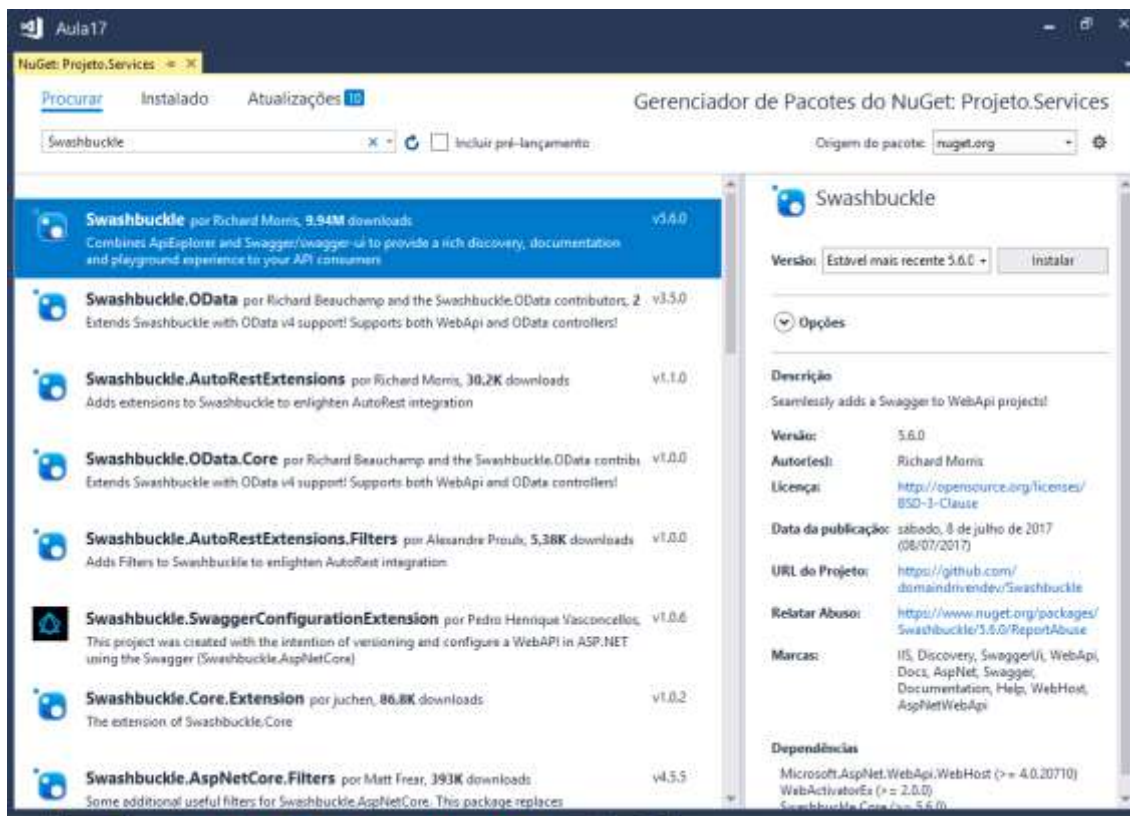 Aula17
NuGet: Projeto.Services
Procurar Instalado Atualizações 10
Gerenciador de Pacotes do NuGet: Projeto.Services
Swashbuckle
Incluir pré-lançamento
Origem do pacote: nuget.org
Swashbuckle por Richard Morris, 9.94M downloads v5.6.0
Combines ApiExplorer and Swagger/swagger-ui to provide a rich discovery, documentation
and playground experience to your API consumers
Swashbuckle.OData por Richard Beauchamp and the Swashbuckle.OData contributors, 2 v3.5.0
Extends Swashbuckle with OData v4 support! Supports both WebApi and OData controllers!
Swashbuckle.AutoRestExtensions por Richard Morris, 30.2K downloads v1.1.0
Adds extensions to Swashbuckle to enlighten AutoRest integration
Swashbuckle.OData.Core por Richard Beauchamp and the Swashbuckle.OData contribu v1.0.0
Extends Swashbuckle with OData v4 support! Supports both WebApi and OData controllers!
Swashbuckle.AutoRestExtensions.Filters por Alexandre Proulx, 5,38K downloads v1.0.0
Adds Filters to Swashbuckle to enlighten AutoRest integration
Swashbuckle.SwaggerConfigurationExtension por Pedro Henrique Vasconcellos, v1.0.6
This project was created with the intention of versioning and configure a WebAPI in ASP.NET
using the Swagger (Swashbuckle.AspNetCore)
Swashbuckle.Core.Extension por juchen, 86.8K downloads v1.0.2
The extension of Swashbuckle.Core
Swashbuckle.AspNetCore.Filters por Matt Frear, 393K downloads v4.5.5
Some additional useful filters for Swashbuckle.AspNetCore. This package replaces
Swashbuckle
Versão: Estável mais recente 5.6.0 Instalar
Opções
Descrição
Seamlessly adds a Swagger to WebApi projects!
Versão: 5.6.0
Autor(es): Richard Morris
Licença: http://opensource.org/licenses/
BSD-3-Clause
Data da publicação: sábado, 8 de julho de 2017
(08/07/2017)
URL do Projeto: https://github.com/
domaindrivendev/Swashbuckle
Relatar Abuso: https://www.nuget.org/packages/
Swashbuckle/5.6.0/ReportAbuse
Marcas: IIS, Discovery, SwaggerUi, WebApi,
Docs, AspNet, Swagger,
Documentation, Help, WebHost,
AspNetWebApi
Dependências
Microsoft.AspNet.WebApi.WebHost (>= 4.0.20710)
WebActivatorEx (>= 2.0.0)
Swashbuckle.Core (>= 5.6.0)